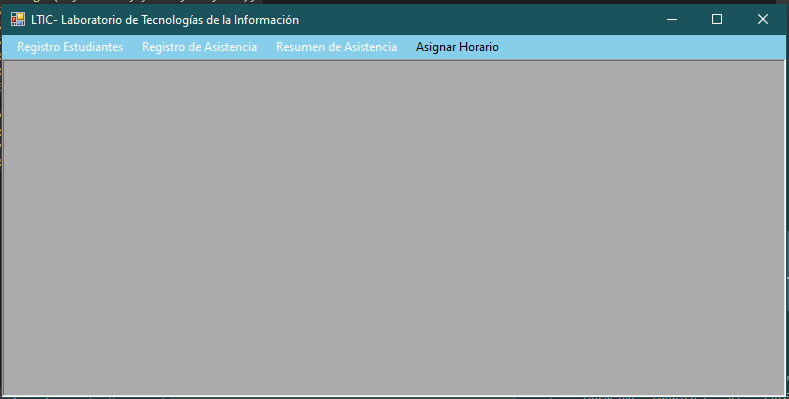 LTIC- Laboratorio de Tecnologías de la Información
Registro Estudiantes Registro de Asistencia Resumen de Asistencia Asignar Horario